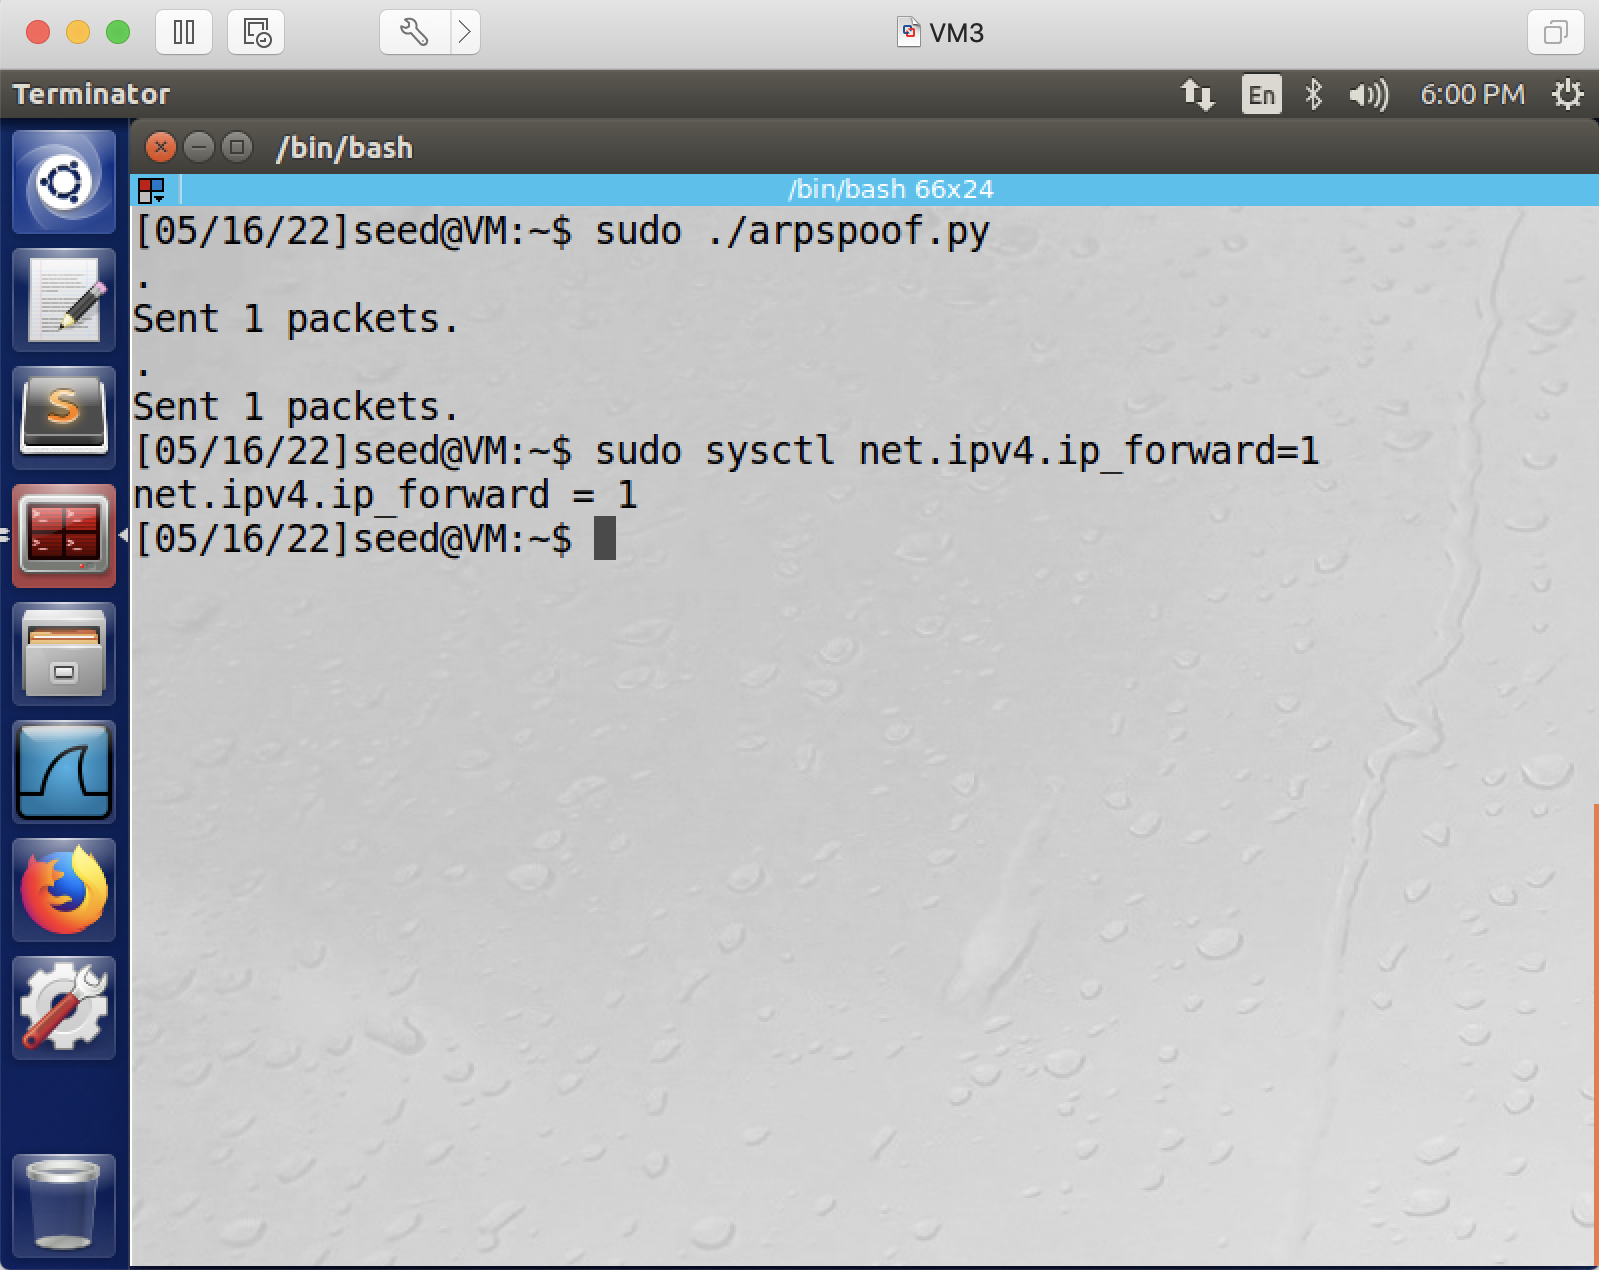 VM3
Terminator
En
6:00 PM
/bin/bash
/bin/bash 66x24
[05/16/22]seed@VM:~$ sudo ./arpspoof.py
.
Sent 1 packets.
.
Sent 1 packets.
[05/16/22]seed@VM:~$ sudo sysctl net.ipv4.ip_forward=1
net.ipv4.ip_forward = 1
[05/16/22]seed@VM:~$